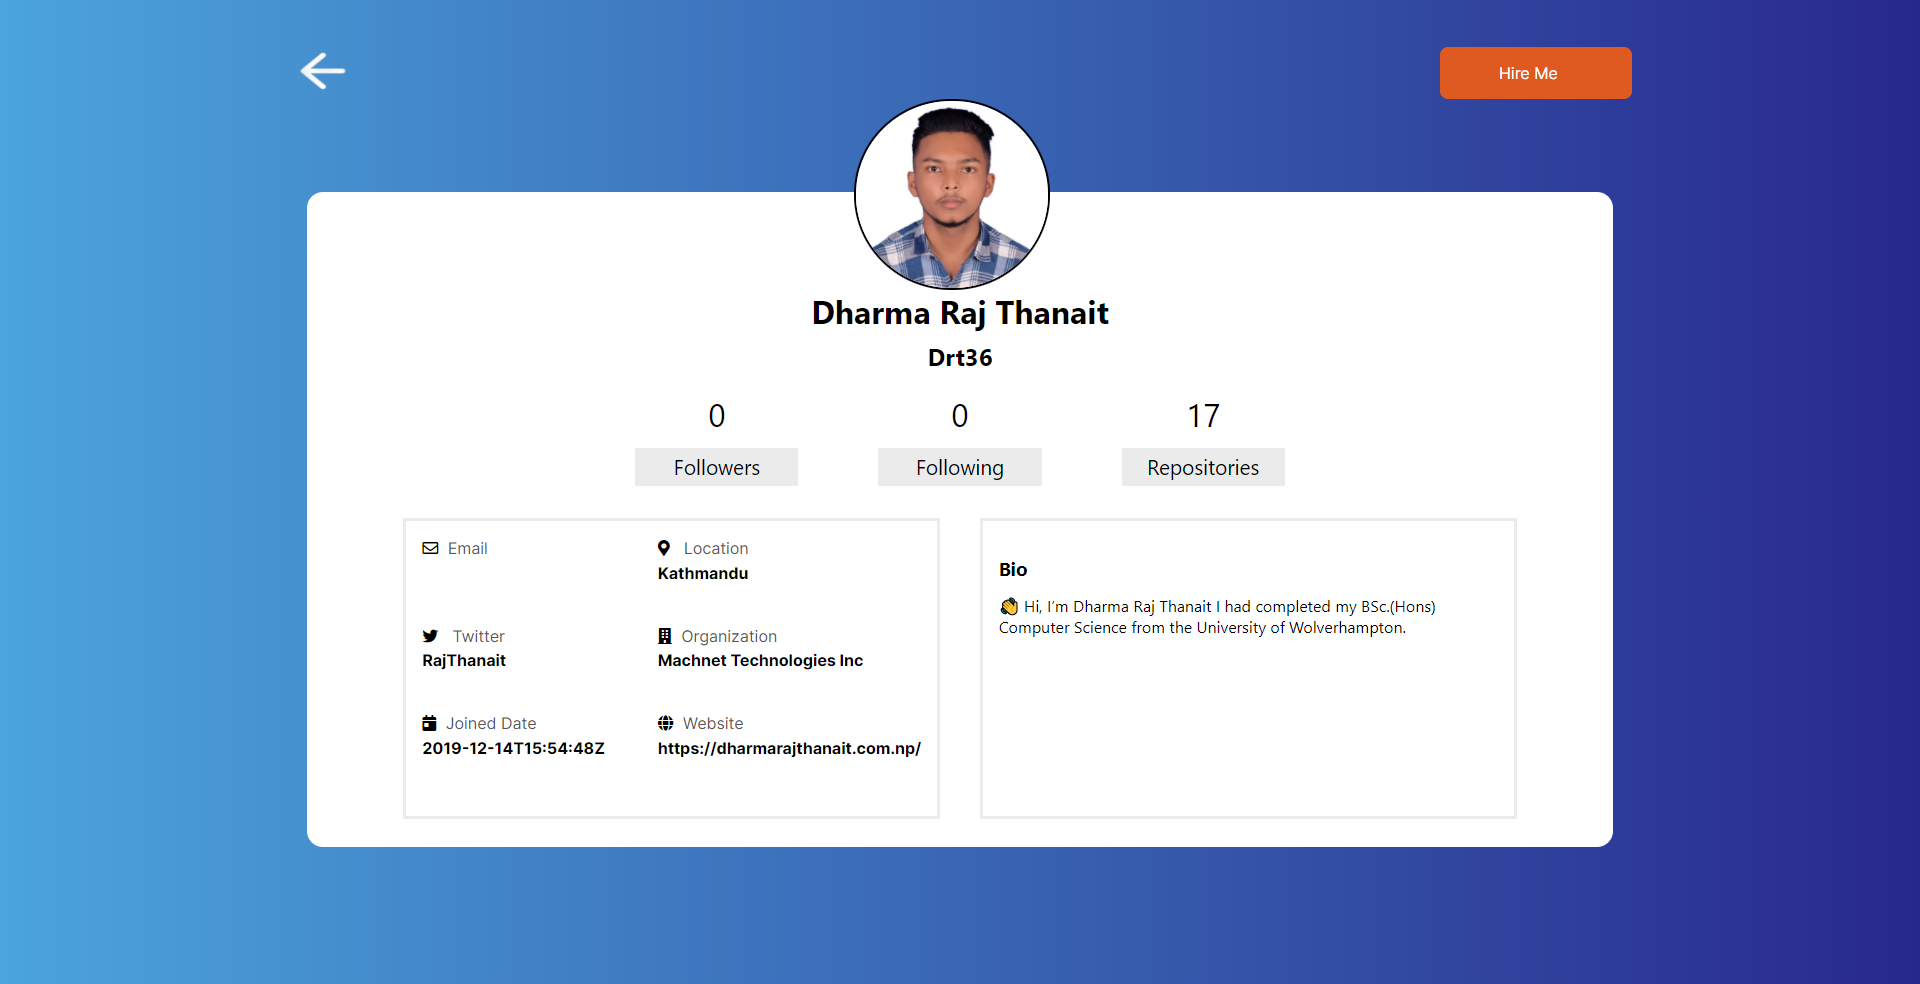 Hire Me
Dharma Raj Thanait
Drt36
0 0 17
Followers Following Repositories
Email
Location
Kathmandu
Twitter
RajThanait
Organization
Machnet Technologies Inc
Joined Date
2019-12-14T15:54:48Z
Website
https://dharmarajthanait.com.np/
Bio
👋 Hi, I'm Dharma Raj Thanait I had completed my BSc.(Hons)
Computer Science from the University of Wolverhampton.